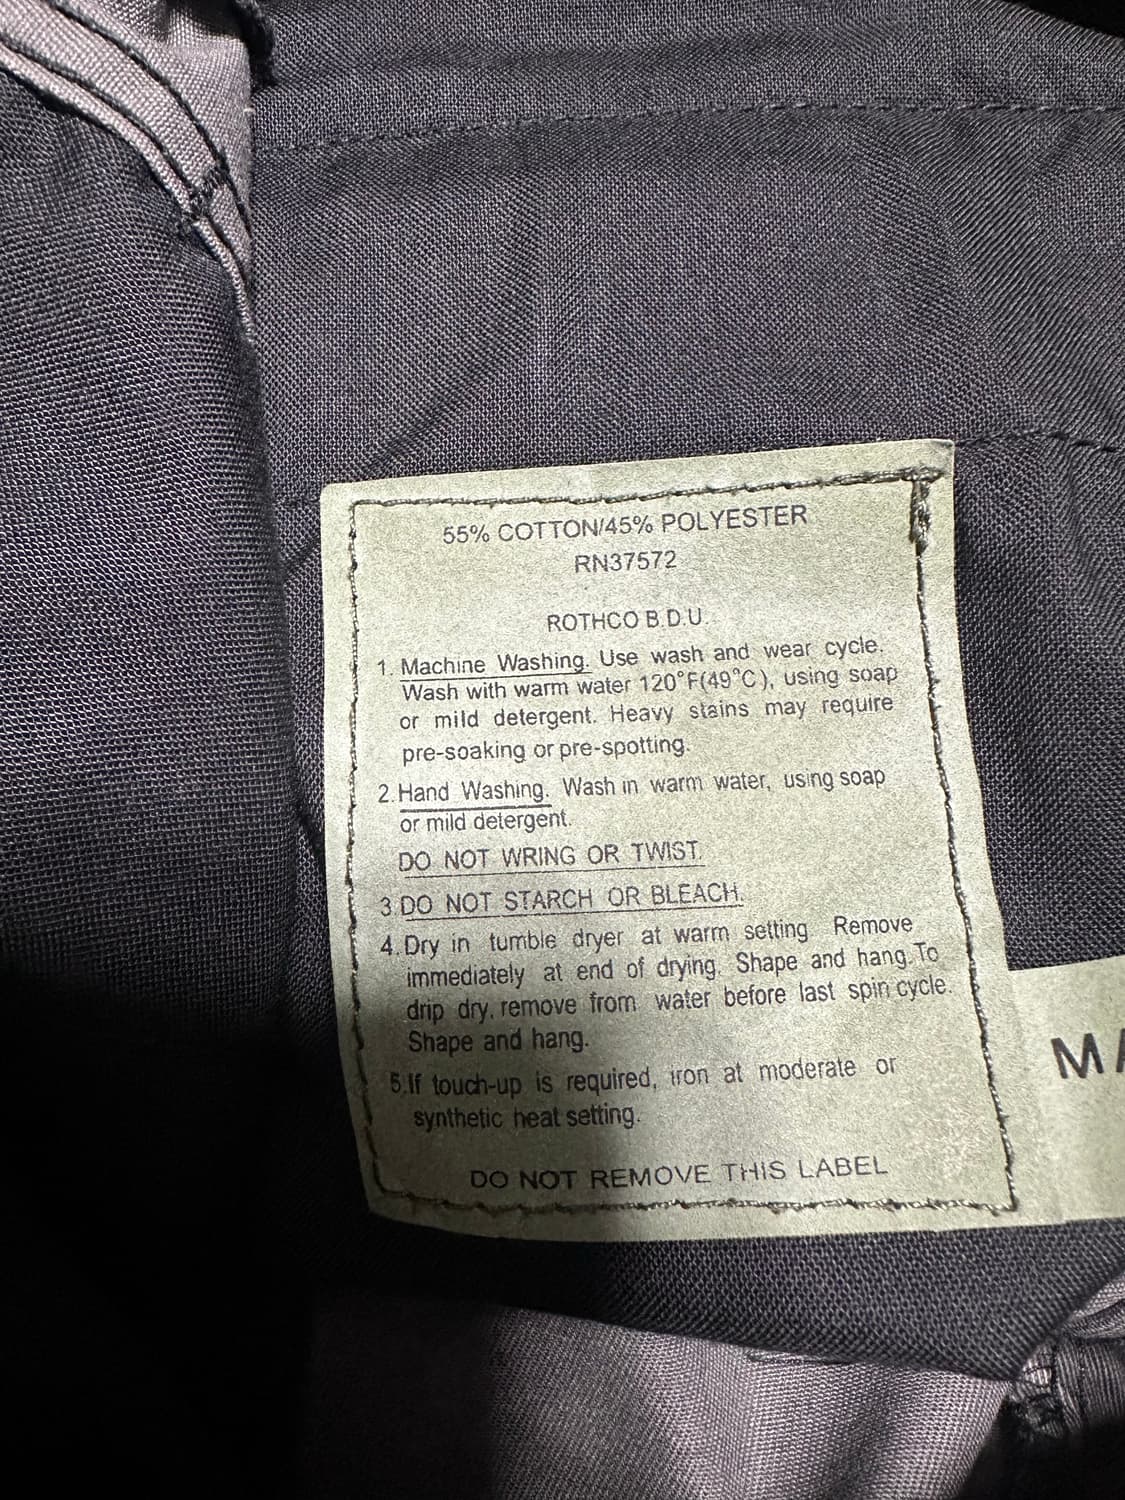 55% COTTON/45% POLYESTER
RN37572
ROTHCO B.D.U.
1. Machine Washing. Use wash and wear cycle.
Wash with warm water 120°F(49°C), using soap
or mild detergent. Heavy stains may require
pre-soaking or pre-spotting.
2. Hand Washing. Wash in warm water, using soap
or mild detergent.
DO NOT WRING OR TWIST.
3.DO NOT STARCH OR BLEACH.
4. Dry in tumble dryer at warm setting. Remove
immediately at end of drying. Shape and hang. To
drip dry, remove from water before last spin cycle.
Shape and hang.
5.If touch-up is required, iron at moderate or
synthetic heat setting.
DO NOT REMOVE THIS LABEL